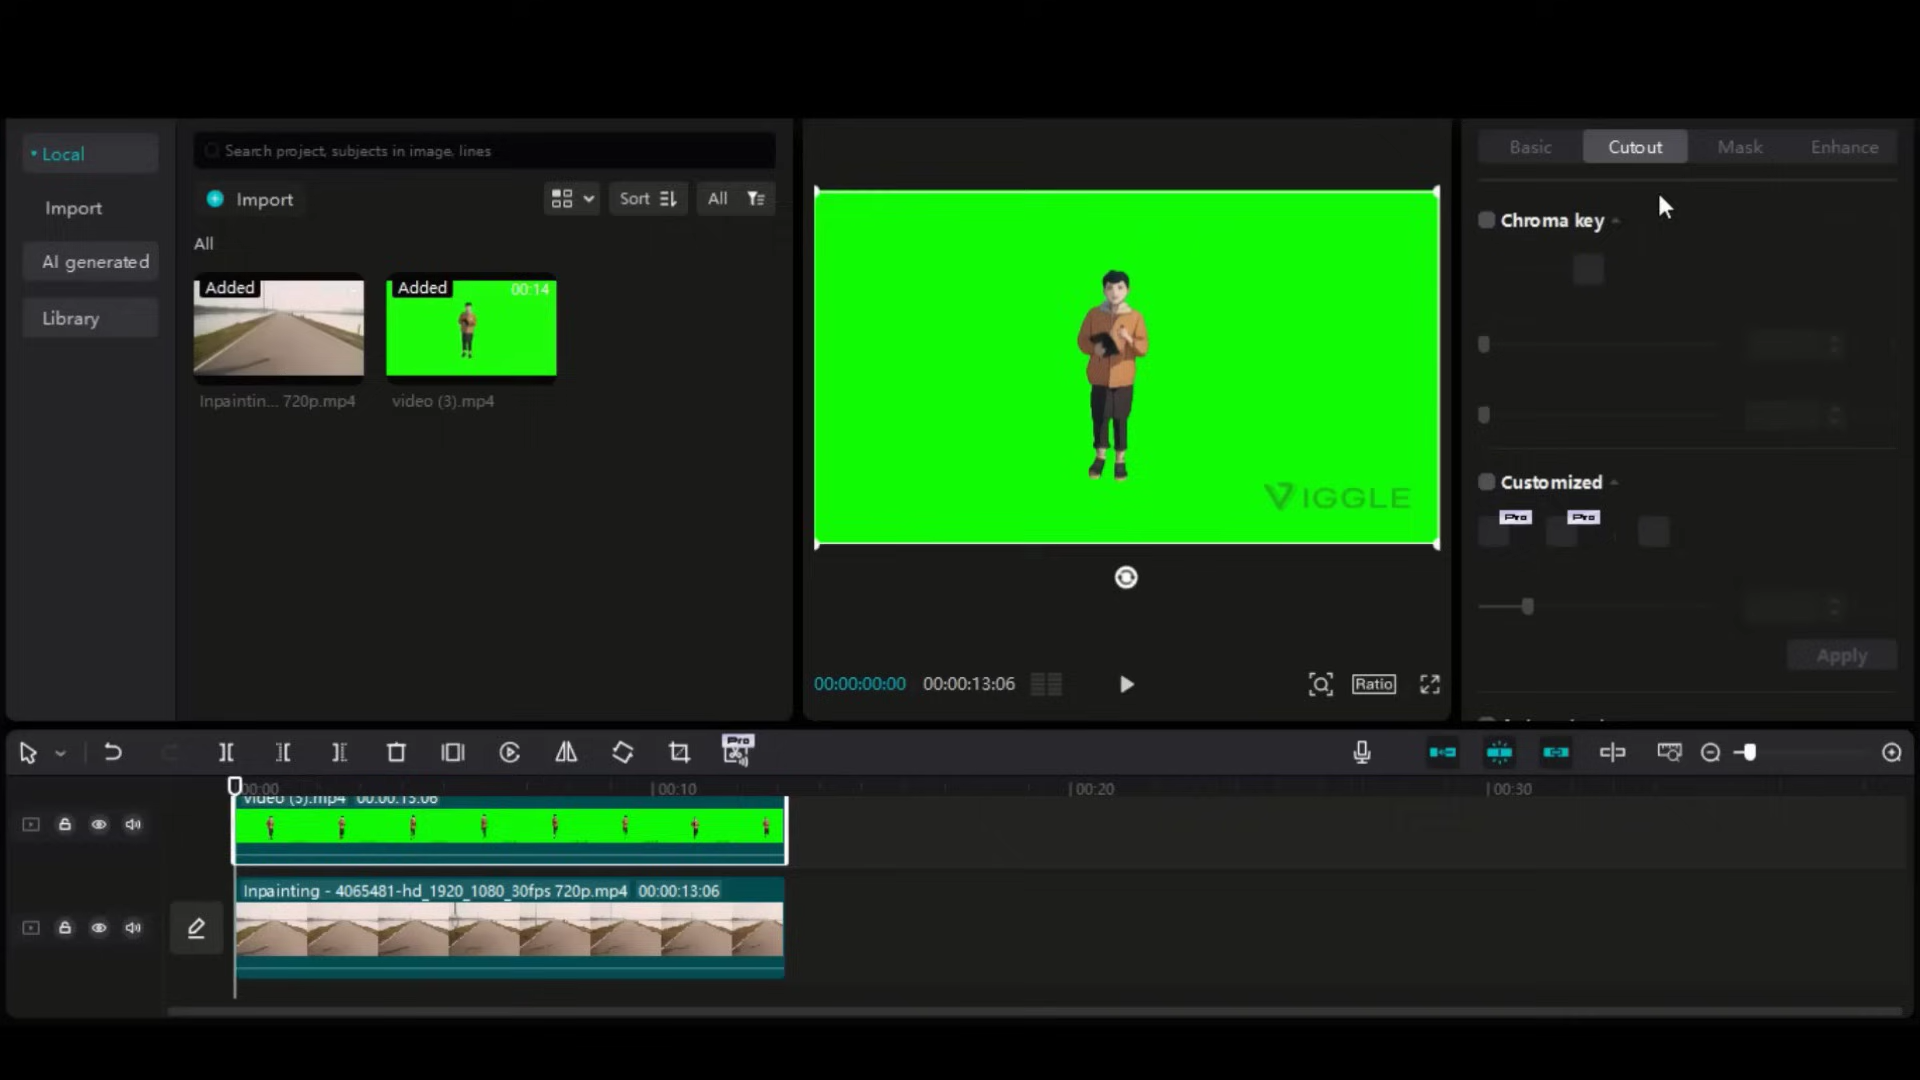 Local
Import
AI generated
Library
Search project, subjects in image, lines
Import
Sort
All
All
Added
Added
00:14
Inpaintin... 720p.mp4
video (3).mp4
VIGGLE
00:00:00:00
00:00:13:06
Ratio
Basic
Cutout
Mask
Enhance
Chroma key
Customized
Pro
Pro
Apply
Pro
00:00
00:10
00:20
00:30
video (3).mp4 00:00:13:06
Inpainting - 4065481-hd_1920_1080_30fps 720p.mp4 00:00:13:06